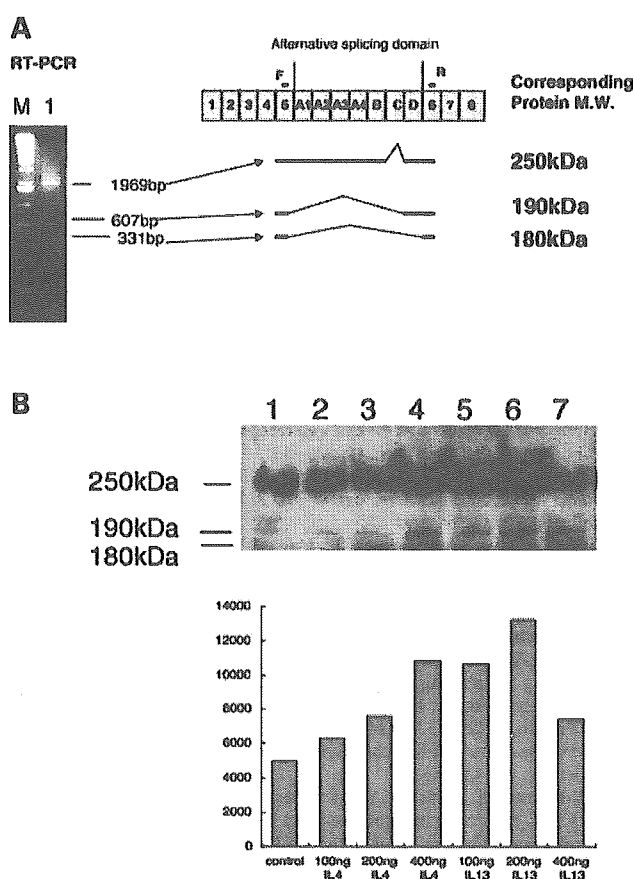 A
RT-PCR
M 1
Alternative splicing domain
F
R
1 2 3 4 5 A1 A2 A3 A4 B C D 6 7 8
Corresponding
Protein M.W.
1969bp
250kDa
607bp
190kDa
331bp
180kDa
B
1 2 3 4 5 6 7
250kDa
190kDa
180kDa
14000
12000
10000
8000
6000
4000
2000
0
control 100ng 200ng 400ng 100ng 200ng 400ng
IL4 IL4 IL4 IL13 IL13 IL13